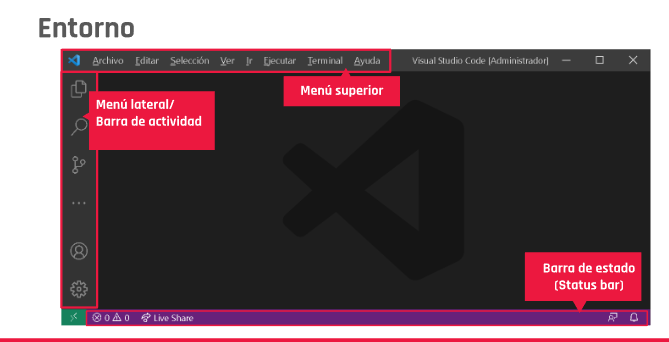 Entorno
Archivo Editar Selección Ver Ir Ejecutar Terminal Ayuda Visual Studio Code [Administrador]
Menú superior
Menú lateral/
Barra de actividad
Barra de estado
(Status bar)
0 0 Live Share